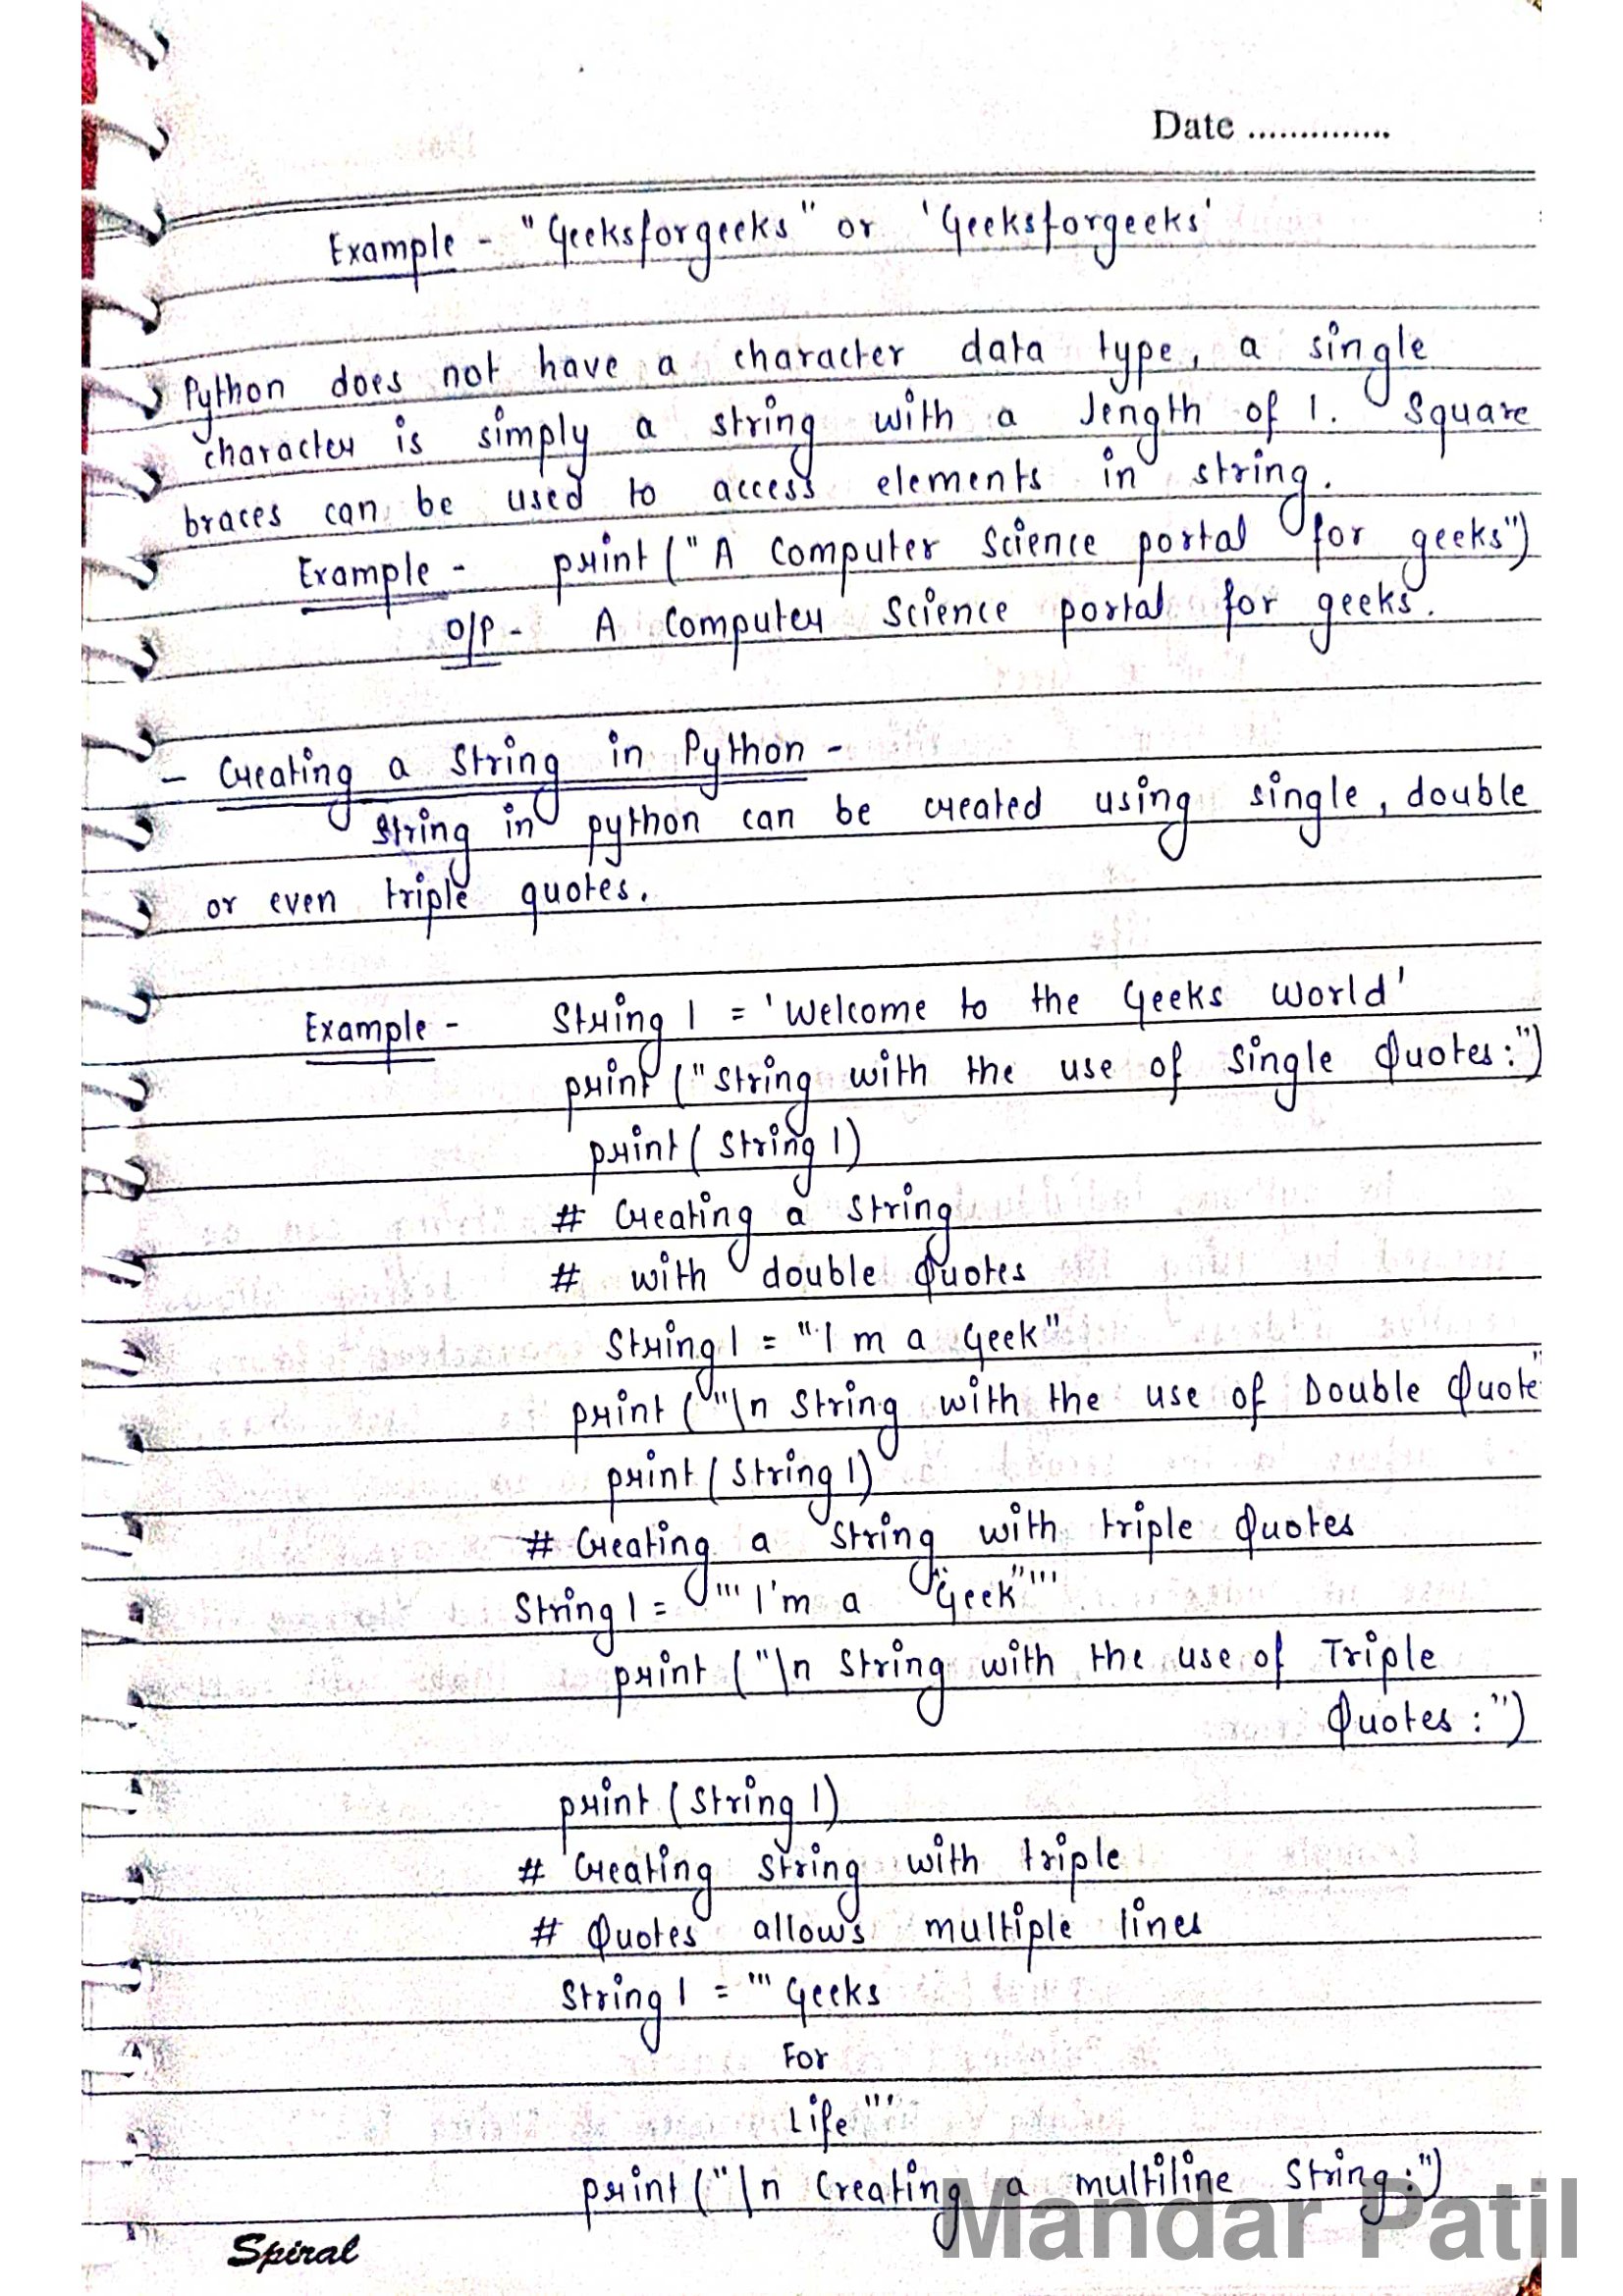 Date ..............
Example - "Geeksforgeeks" or 'Geeksforgeeks'
Python does not have a character data type, a single
character is simply a string with a length of 1. Square
braces can be used to access elements in string.
Example - print ("A Computer Science portal for geeks")
O/P - A Computer Science portal for geeks.
- Creating a String in Python -
String in python can be created using single, double
or even triple quotes.
Example - String 1 = 'Welcome to the Geeks World'
print ("String with the use of Single Quotes:")
print ( String 1)
# Creating a String
# with double Quotes
String 1 = "I m a Geek"
print ("\n String with the use of Double Quote"
print ( String 1)
# Creating a String with triple Quotes
String 1 = '''I'm a "Geek"'''
print ("\n String with the use of Triple
Quotes :")
print ( String 1)
# Creating String with triple
# Quotes allows multiple lines
String 1 = '''Geeks
For
Life'''
print ("\n Creating a multiline String:")
Spiral
Mandar Patil